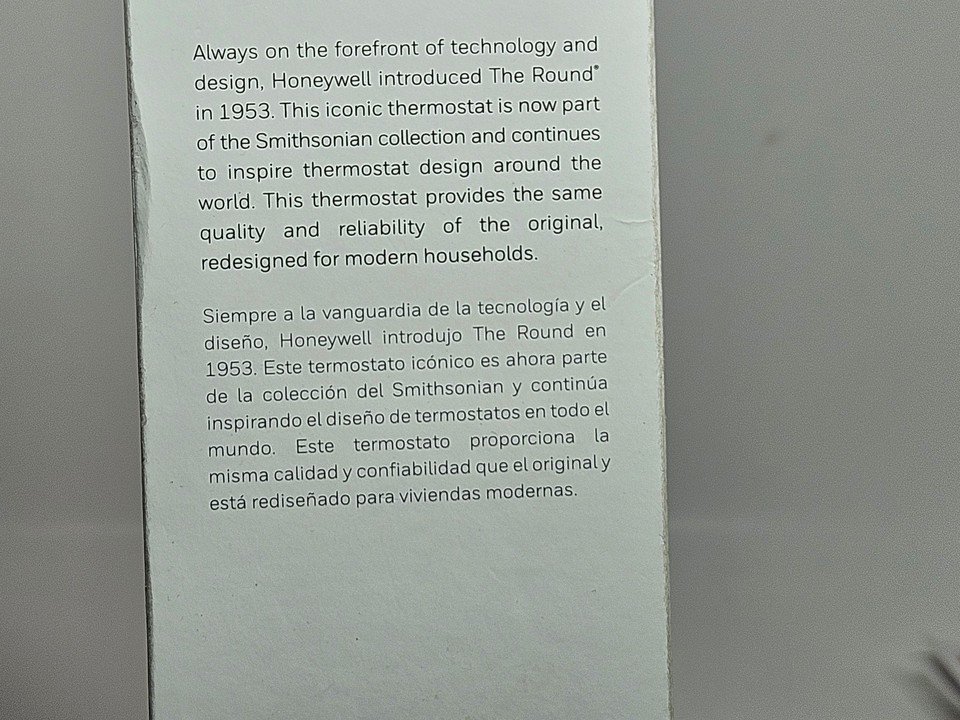 Always on the forefront of technology and
design, Honeywell introduced The Round®
in 1953. This iconic thermostat is now part
of the Smithsonian collection and continues
to inspire thermostat design around the
world. This thermostat provides the same
quality and reliability of the original,
redesigned for modern households.
Siempre a la vanguardia de la tecnología y el
diseño, Honeywell introdujo The Round en
1953. Este termostato icónico es ahora parte
de la colección del Smithsonian y continúa
inspirando el diseño de termostatos en todo el
mundo. Este termostato proporciona la
misma calidad y confiabilidad que el original y
está rediseñado para viviendas modernas.